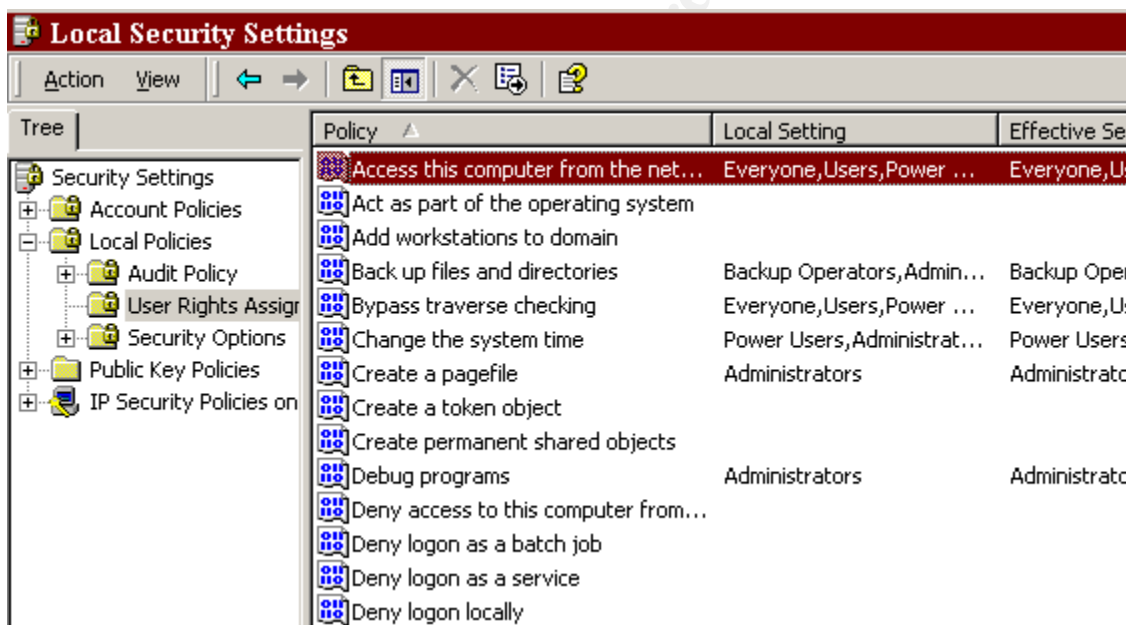 Local Security Settings
Action View
Tree
Policy Local Setting Effective Se
Security Settings
Account Policies
Local Policies
Audit Policy
User Rights Assigr
Security Options
Public Key Policies
IP Security Policies on
Access this computer from the net... Everyone,Users,Power ... Everyone,Us
Act as part of the operating system
Add workstations to domain
Back up files and directories Backup Operators,Admin... Backup Oper
Bypass traverse checking Everyone,Users,Power ... Everyone,Us
Change the system time Power Users,Administrat... Power Users
Create a pagefile Administrators Administrato
Create a token object
Create permanent shared objects
Debug programs Administrators Administrato
Deny access to this computer from...
Deny logon as a batch job
Deny logon as a service
Deny logon locally